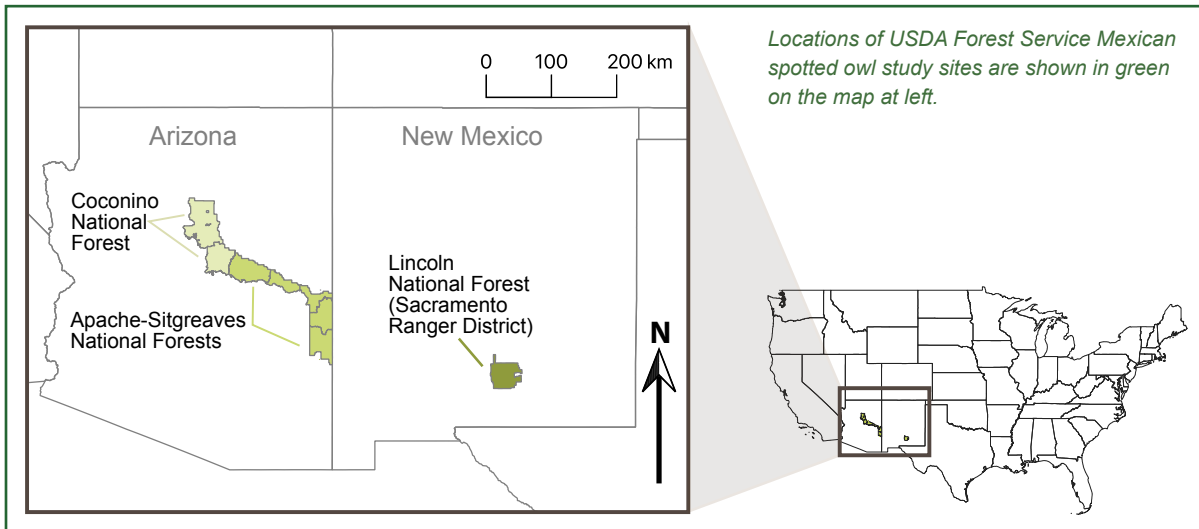 Locations of USDA Forest Service Mexican
spotted owl study sites are shown in green
on the map at left.
0 100 200 km
Arizona
New Mexico
Coconino
National
Forest
Lincoln
National Forest
(Sacramento
Ranger District)
Apache-Sitgreaves
National Forests
N